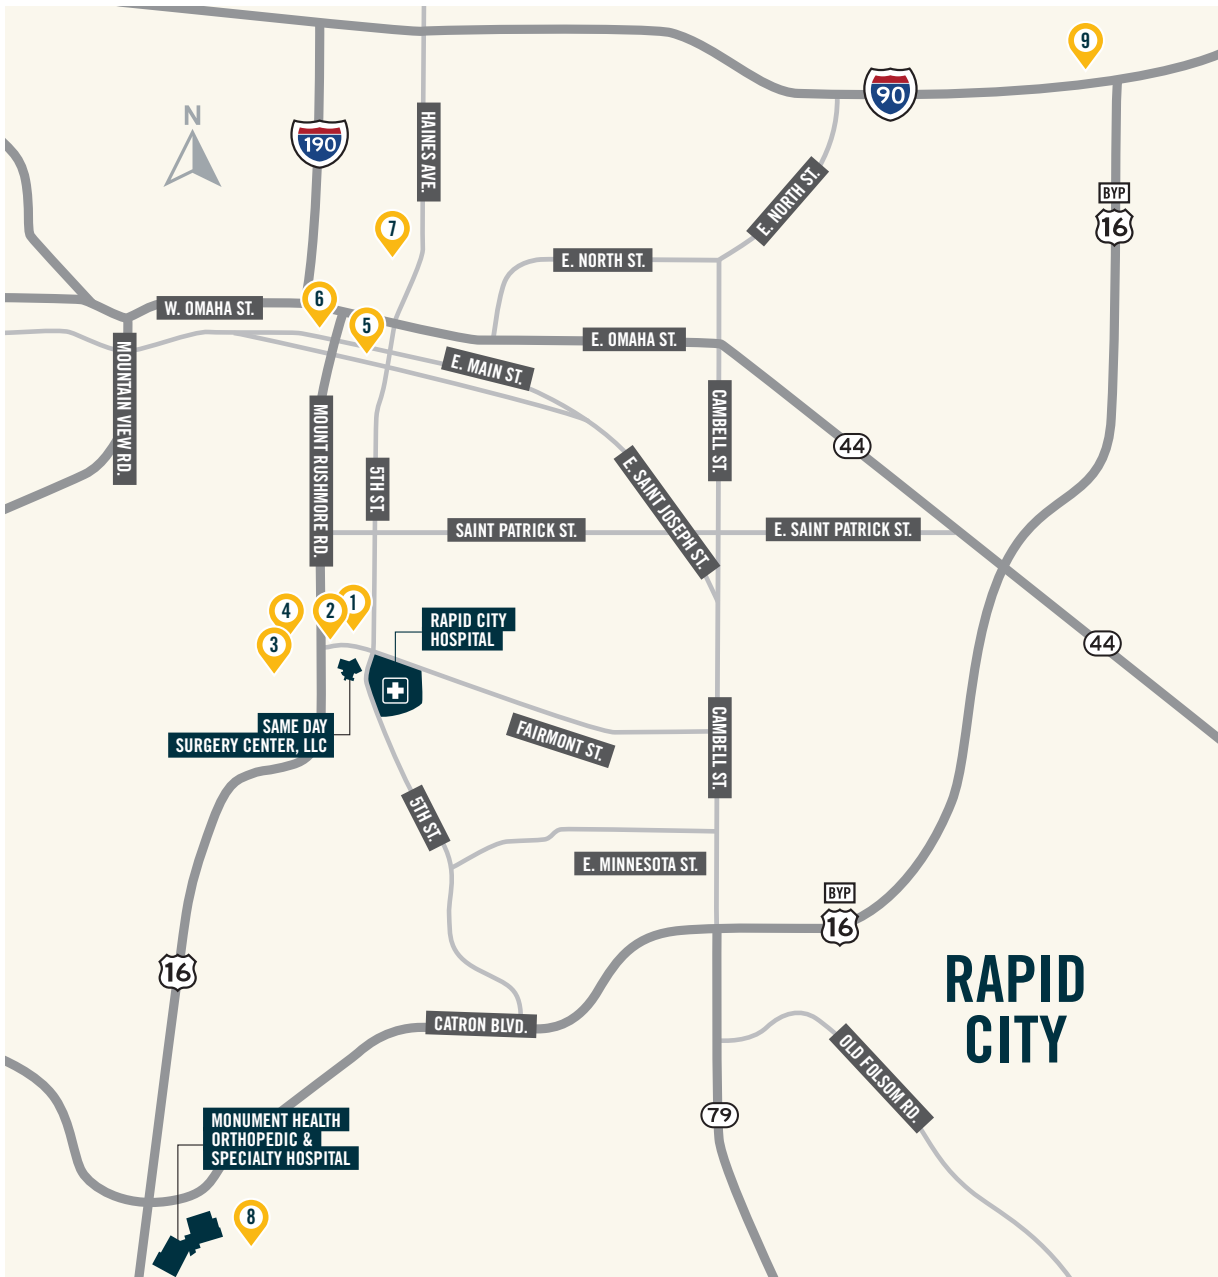 9
90
N
190
HAINES AVE.
E. NORTH ST.
BYP
16
7
E. NORTH ST.
6
W. OMAHA ST.
5
E. OMAHA ST.
MOUNTAIN VIEW RD.
E. MAIN ST.
MOUNT RUSHMORE RD.
CAMBELL ST.
44
5TH ST.
E. SAINT JOSEPH ST.
SAINT PATRICK ST.
E. SAINT PATRICK ST.
4
2
1
3
RAPID CITY
HOSPITAL
44
SAME DAY
SURGERY CENTER, LLC
FAIRMONT ST.
CAMBELL ST.
5TH ST.
E. MINNESOTA ST.
BYP
16
16
RAPID
CITY
CATRON BLVD.
OLD FOLSOM RD.
79
MONUMENT HEALTH
ORTHOPEDIC &
SPECIALTY HOSPITAL
8